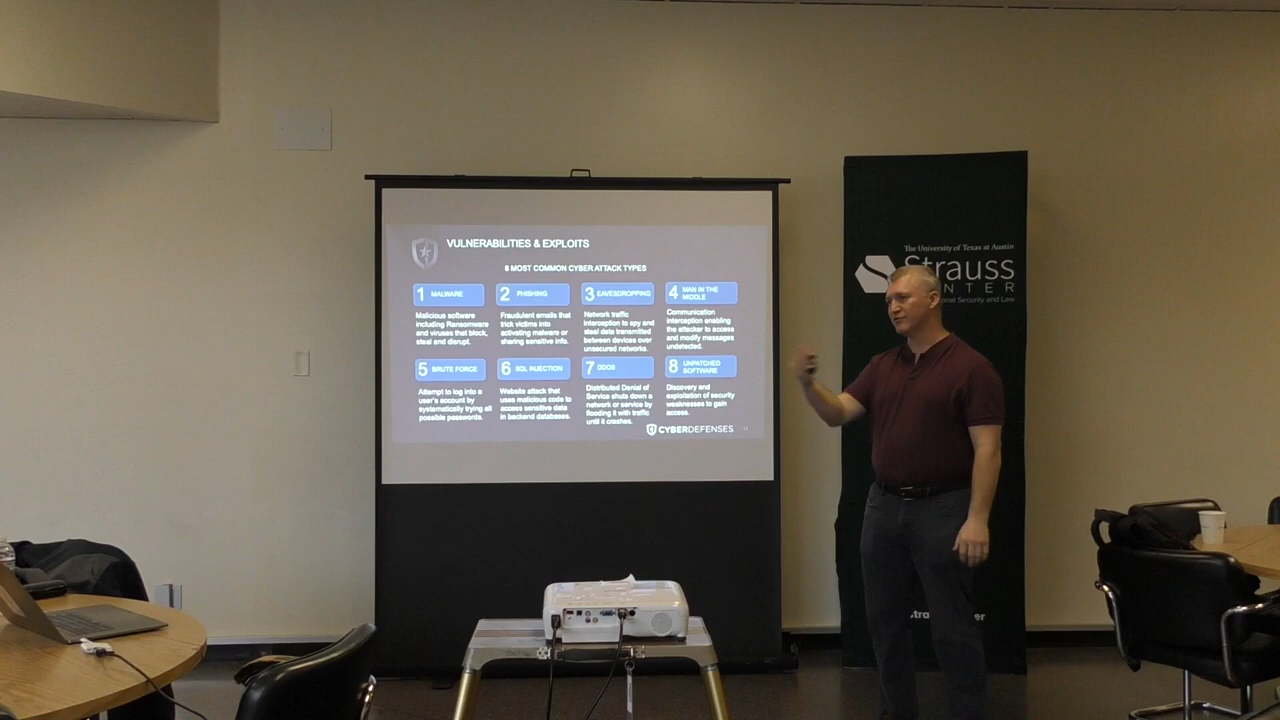 VULNERABILITIES & EXPLOITS
8 MOST COMMON CYBER ATTACK TYPES
1 MALWARE
Malicious software
including Ransomware
and viruses that block,
steal and disrupt.
2 PHISHING
Fraudulent emails that
trick victims into
activating malware or
sharing sensitive info.
3 EAVESDROPPING
Network traffic
interception to spy and
steal data transmitted
between devices over
unsecured networks.
4 MAN IN THE
MIDDLE
Communication
interception enabling
the attacker to access
and modify messages
undetected.
5 BRUTE FORCE
Attempt to log into a
user's account by
systematically trying all
possible passwords.
6 SQL INJECTION
Website attack that
uses malicious code to
access sensitive data
in backend databases.
7 DDOS
Distributed Denial of
Service shuts down a
network or service by
flooding it with traffic
until it crashes.
8 UNPATCHED
SOFTWARE
Discovery and
exploitation of security
weaknesses to gain
access.
CYBERDEFENSES
The University of Texas at Austin
Strauss
ENTER
onal Security and Law